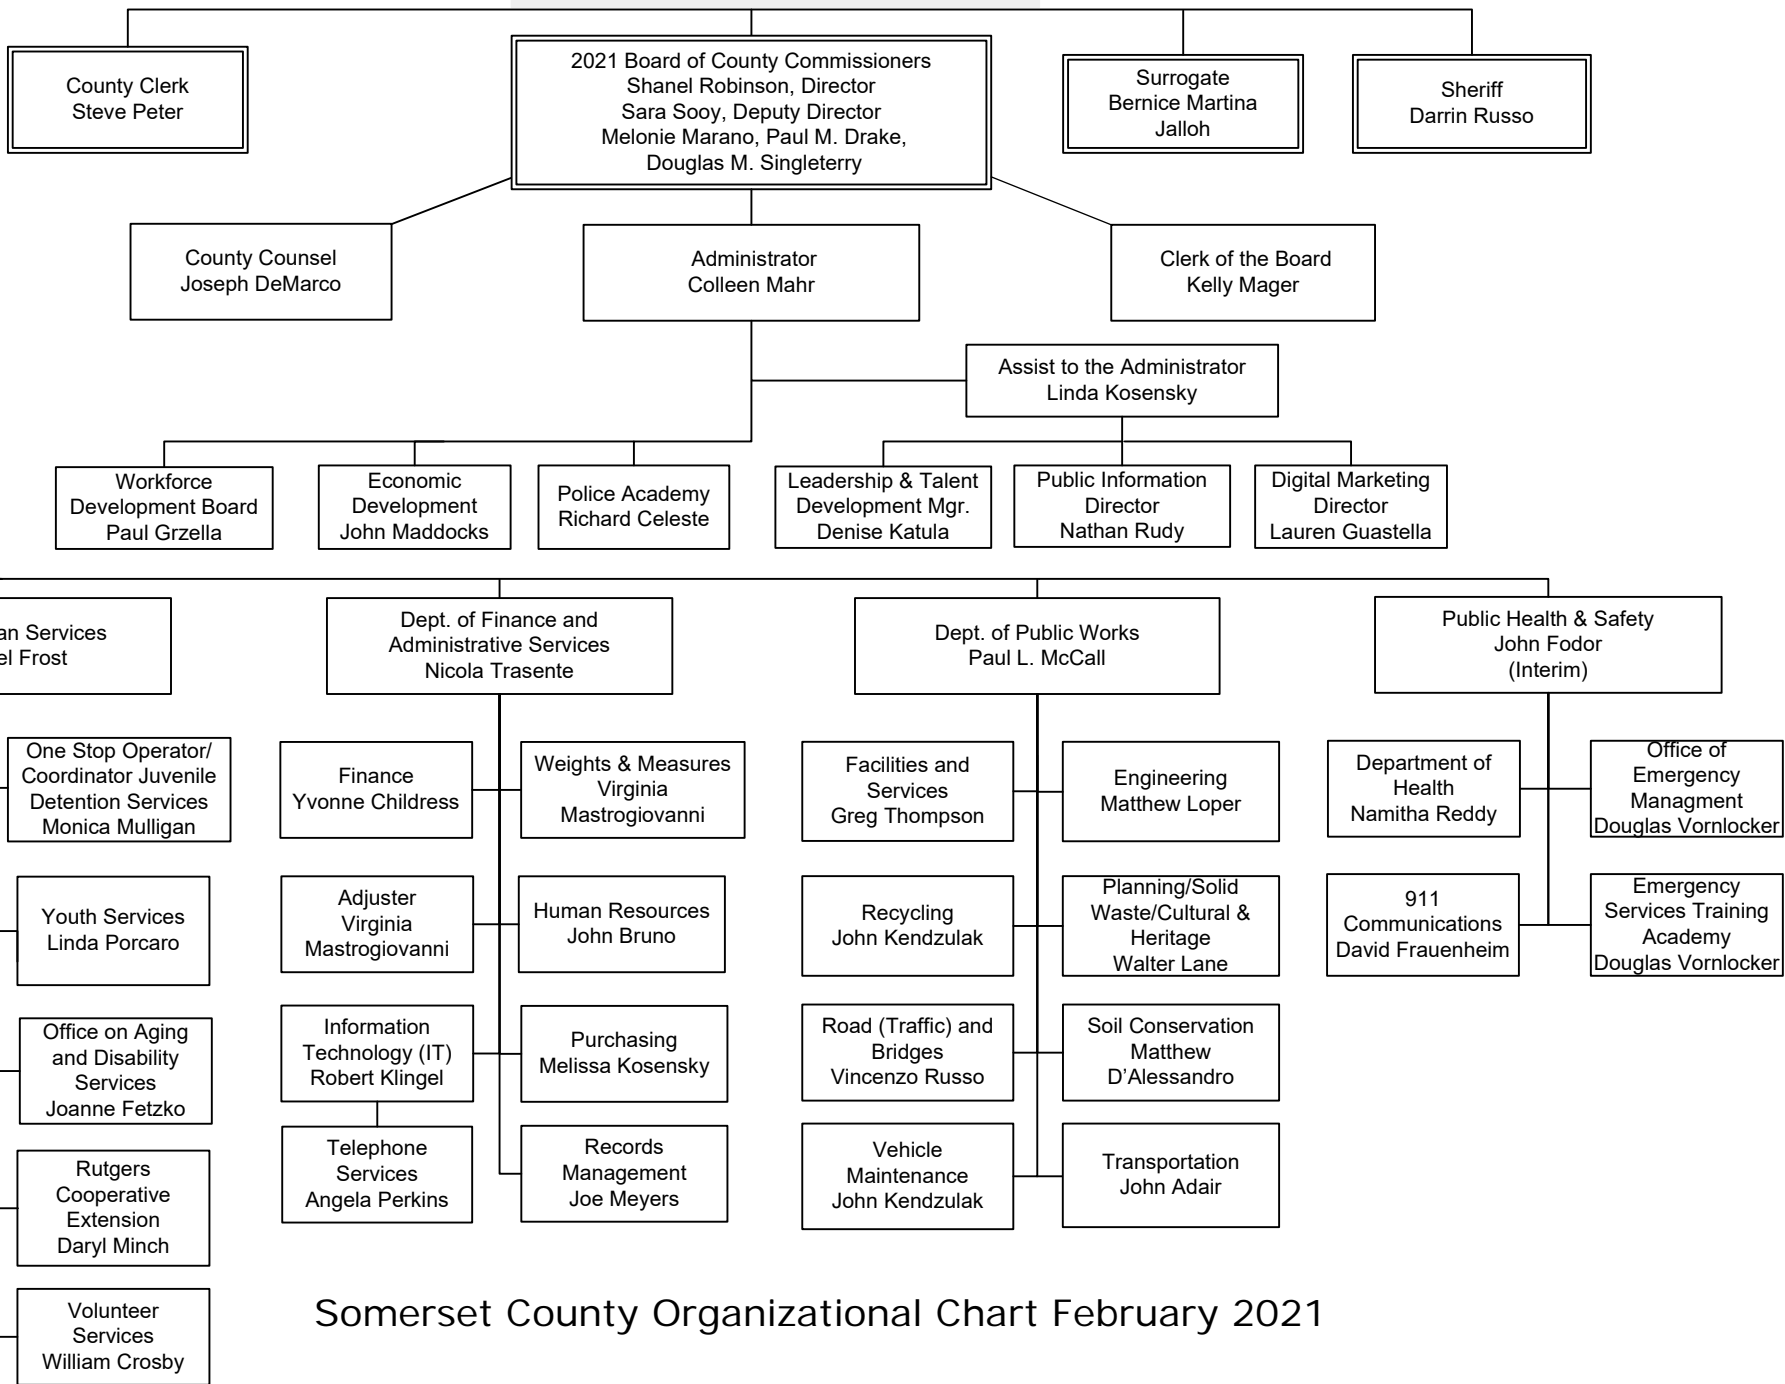 County Clerk
Steve Peter
2021 Board of County Commissioners
Shanel Robinson, Director
Sara Sooy, Deputy Director
Melonie Marano, Paul M. Drake,
Douglas M. Singleterry
Surrogate
Bernice Martina
Jalloh
Sheriff
Darrin Russo
County Counsel
Joseph DeMarco
Administrator
Colleen Mahr
Clerk of the Board
Kelly Mager
Assist to the Administrator
Linda Kosensky
Workforce
Development Board
Paul Grzella
Economic
Development
John Maddocks
Police Academy
Richard Celeste
Leadership & Talent
Development Mgr.
Denise Katula
Public Information
Director
Nathan Rudy
Digital Marketing
Director
Lauren Guastella
an Services
el Frost
Dept. of Finance and
Administrative Services
Nicola Trasente
Dept. of Public Works
Paul L. McCall
Public Health & Safety
John Fodor
(Interim)
One Stop Operator/
Coordinator Juvenile
Detention Services
Monica Mulligan
Finance
Yvonne Childress
Weights & Measures
Virginia
Mastrogiovanni
Facilities and
Services
Greg Thompson
Engineering
Matthew Loper
Department of
Health
Namitha Reddy
Office of
Emergency
Managment
Douglas Vornlocker
Youth Services
Linda Porcaro
Adjuster
Virginia
Mastrogiovanni
Human Resources
John Bruno
Recycling
John Kendzulak
Planning/Solid
Waste/Cultural &
Heritage
Walter Lane
911
Communications
David Frauenheim
Emergency
Services Training
Academy
Douglas Vornlocker
Office on Aging
and Disability
Services
Joanne Fetzko
Information
Technology (IT)
Robert Klingel
Purchasing
Melissa Kosensky
Road (Traffic) and
Bridges
Vincenzo Russo
Soil Conservation
Matthew
D’Alessandro
Rutgers
Cooperative
Extension
Daryl Minch
Telephone
Services
Angela Perkins
Records
Management
Joe Meyers
Vehicle
Maintenance
John Kendzulak
Transportation
John Adair
Volunteer
Services
William Crosby
Somerset County Organizational Chart February 2021